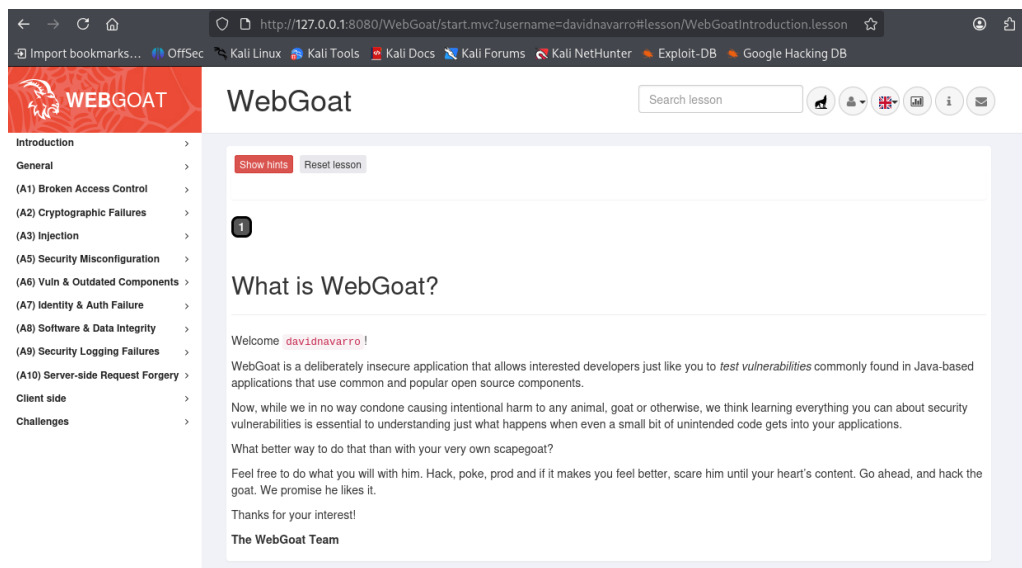 http://127.0.0.1:8080/WebGoat/start.mvc?username=davidnavarro#lesson/WebGoatIntroduction.lesson
Import bookmarks... OffSec Kali Linux Kali Tools Kali Docs Kali Forums Kali NetHunter Exploit-DB Google Hacking DB
WEBGOAT
WebGoat
Search lesson
Introduction
General
(A1) Broken Access Control
(A2) Cryptographic Failures
(A3) Injection
(A5) Security Misconfiguration
(A6) Vuln & Outdated Components
(A7) Identity & Auth Failure
(A8) Software & Data Integrity
(A9) Security Logging Failures
(A10) Server-side Request Forgery
Client side
Challenges
Show hints Reset lesson
1
What is WebGoat?
Welcome davidnavarro !
WebGoat is a deliberately insecure application that allows interested developers just like you to test vulnerabilities commonly found in Java-based
applications that use common and popular open source components.
Now, while we in no way condone causing intentional harm to any animal, goat or otherwise, we think learning everything you can about security
vulnerabilities is essential to understanding just what happens when even a small bit of unintended code gets into your applications.
What better way to do that than with your very own scapegoat?
Feel free to do what you will with him. Hack, poke, prod and if it makes you feel better, scare him until your heart's content. Go ahead, and hack the
goat. We promise he likes it.
Thanks for your interest!
The WebGoat Team